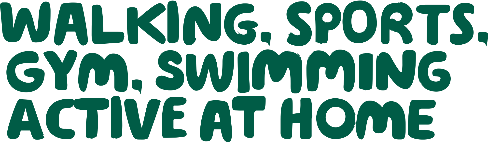 WALKING, SPORTS,
GYM, SWIMMING
ACTIVE AT HOME